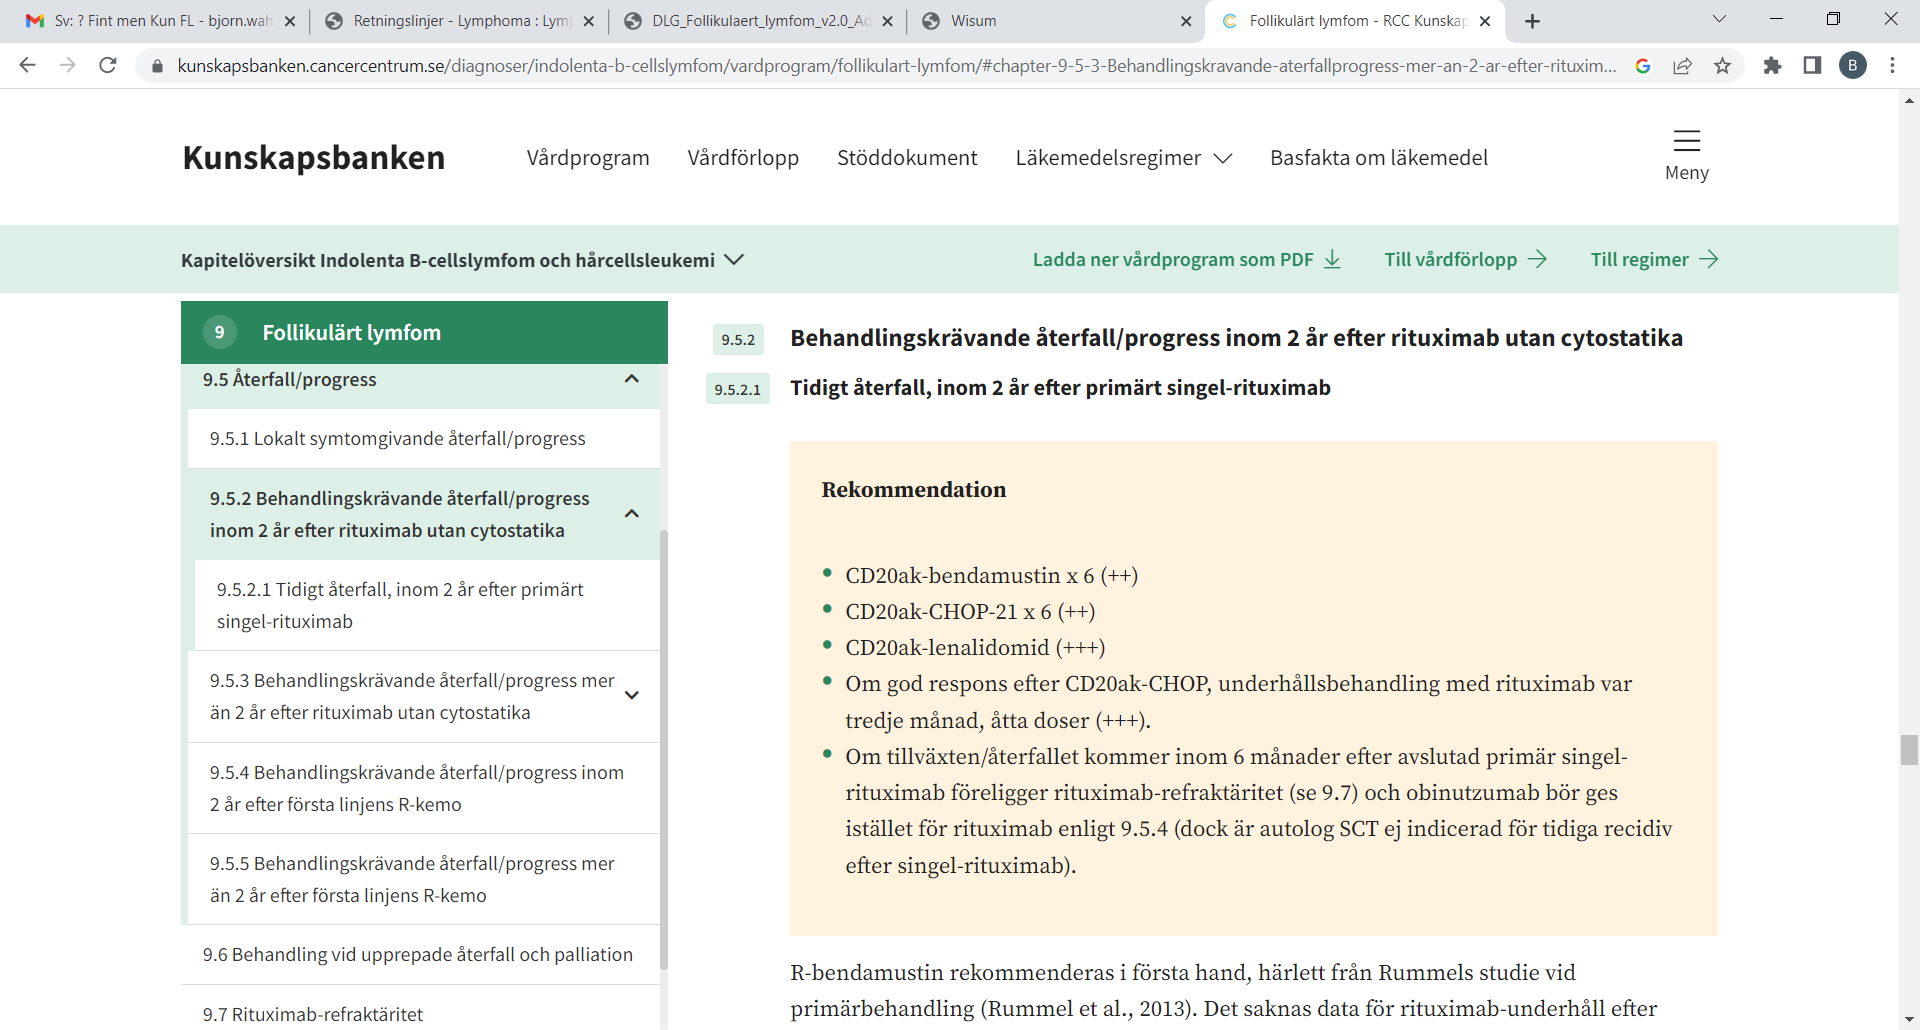 Sv: ? Fint men Kun FL - bjorn.wah
Retningslinjer - Lymphoma : Lymp
DLG_Follikulaert_lymfom_v2.0_Ad
Wisum
Follikulärt lymfom - RCC Kunskap
kunskapsbanken.cancercentrum.se/diagnoser/indolenta-b-cellslymfom/vardprogram/follikulart-lymfom/#chapter-9-5-3-Behandlingskravande-aterfallprogress-mer-an-2-ar-efter-rituxim...
B
Kunskapsbanken
Vårdprogram
Vårdförlopp
Stöddokument
Läkemedelsregimer
Basfakta om läkemedel
Meny
Kapitelöversikt Indolenta B-cellslymfom och hårcellsleukemi
Ladda ner vårdprogram som PDF
Till vårdförlopp
Till regimer
9 Follikulärt lymfom
9.5 Återfall/progress
9.5.1 Lokalt symtomgivande återfall/progress
9.5.2 Behandlingskrävande återfall/progress
inom 2 år efter rituximab utan cytostatika
9.5.2.1 Tidigt återfall, inom 2 år efter primärt
singel-rituximab
9.5.3 Behandlingskrävande återfall/progress mer
än 2 år efter rituximab utan cytostatika
9.5.4 Behandlingskrävande återfall/progress inom
2 år efter första linjens R-kemo
9.5.5 Behandlingskrävande återfall/progress mer
än 2 år efter första linjens R-kemo
9.6 Behandling vid upprepade återfall och palliation
9.7 Rituximab-refraktäritet
9.5.2 Behandlingskrävande återfall/progress inom 2 år efter rituximab utan cytostatika
9.5.2.1 Tidigt återfall, inom 2 år efter primärt singel-rituximab
Rekommendation
• CD20ak-bendamustin x 6 (++)
• CD20ak-CHOP-21 x 6 (++)
• CD20ak-lenalidomid (+++)
• Om god respons efter CD20ak-CHOP, underhållsbehandling med rituximab var
tredje månad, åtta doser (+++).
• Om tillväxten/återfallet kommer inom 6 månader efter avslutad primär singel-
rituximab föreligger rituximab-refraktäritet (se 9.7) och obinutzumab bör ges
istället för rituximab enligt 9.5.4 (dock är autolog SCT ej indicerad för tidiga recidiv
efter singel-rituximab).
R-bendamustin rekommenderas i första hand, härlett från Rummels studie vid
primärbehandling (Rummel et al., 2013). Det saknas data för rituximab-underhåll efter